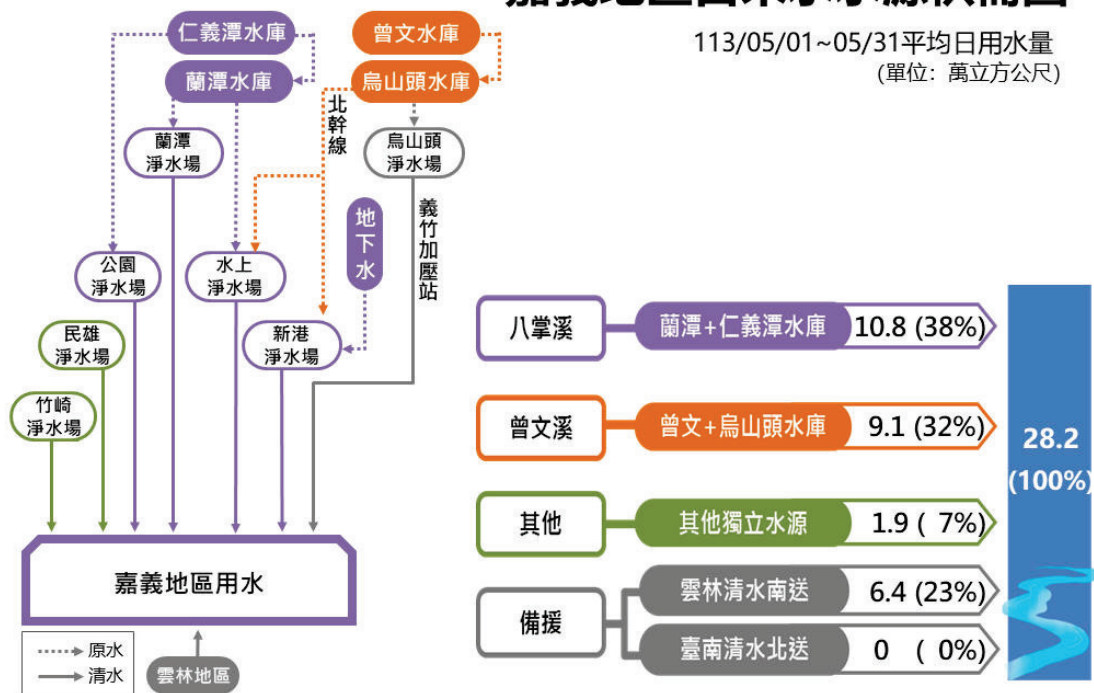 113/05/01~05/31平均日用水量
(單位：萬立方公尺)
仁義潭水庫
蘭潭水庫
曾文水庫
烏山頭水庫
北幹線
蘭潭
淨水場
烏山頭
淨水場
義竹加壓站
地下水
公園
淨水場
水上
淨水場
新港
淨水場
民雄
淨水場
竹崎
淨水場
嘉義地區用水
原水
清水
雲林地區
八掌溪
蘭潭+仁義潭水庫
10.8 (38%)
曾文溪
曾文+烏山頭水庫
9.1 (32%)
其他
其他獨立水源
1.9 ( 7%)
備援
雲林清水南送
6.4 (23%)
臺南清水北送
0 ( 0%)
28.2
(100%)